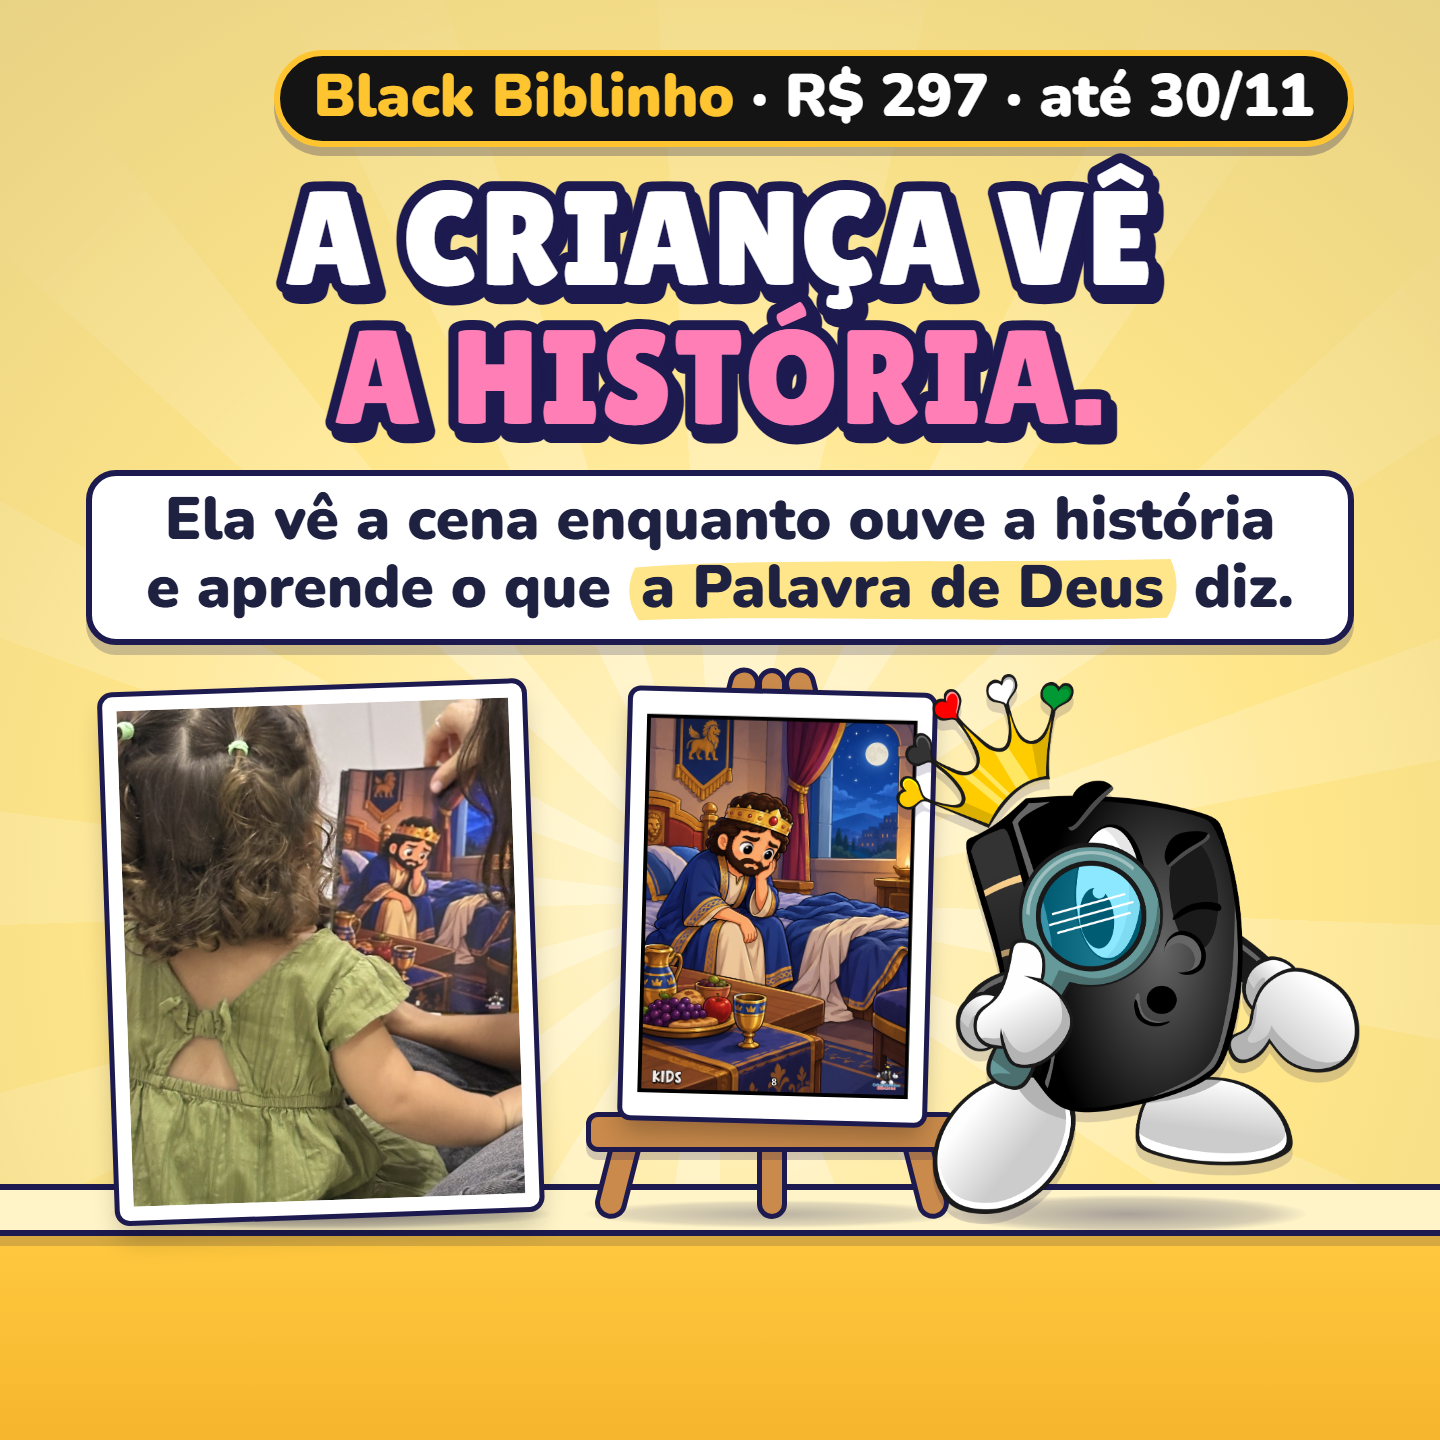 Black Biblinho · R$ 297 · até 30/11
A CRIANÇA VÊ
A HISTÓRIA.
Ela vê a cena enquanto ouve a história
e aprende o que a Palavra de Deus diz.
KIDS
8